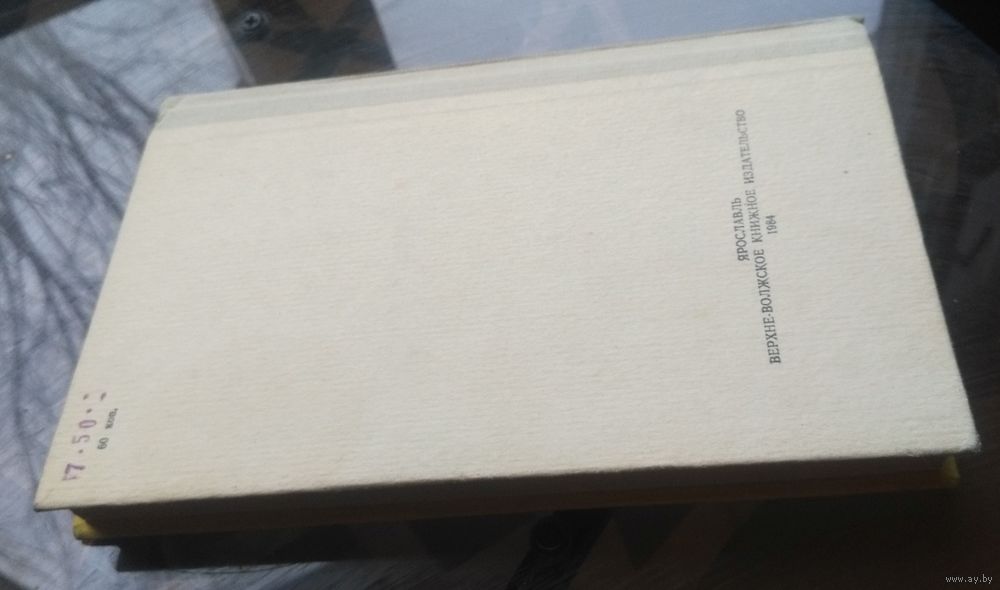 ЯРОСЛАВЛЬ
ВЕРХНЕ-ВОЛЖСКОЕ КНИЖНОЕ ИЗДАТЕЛЬСТВО
1984
60 коп.
www.ay.by